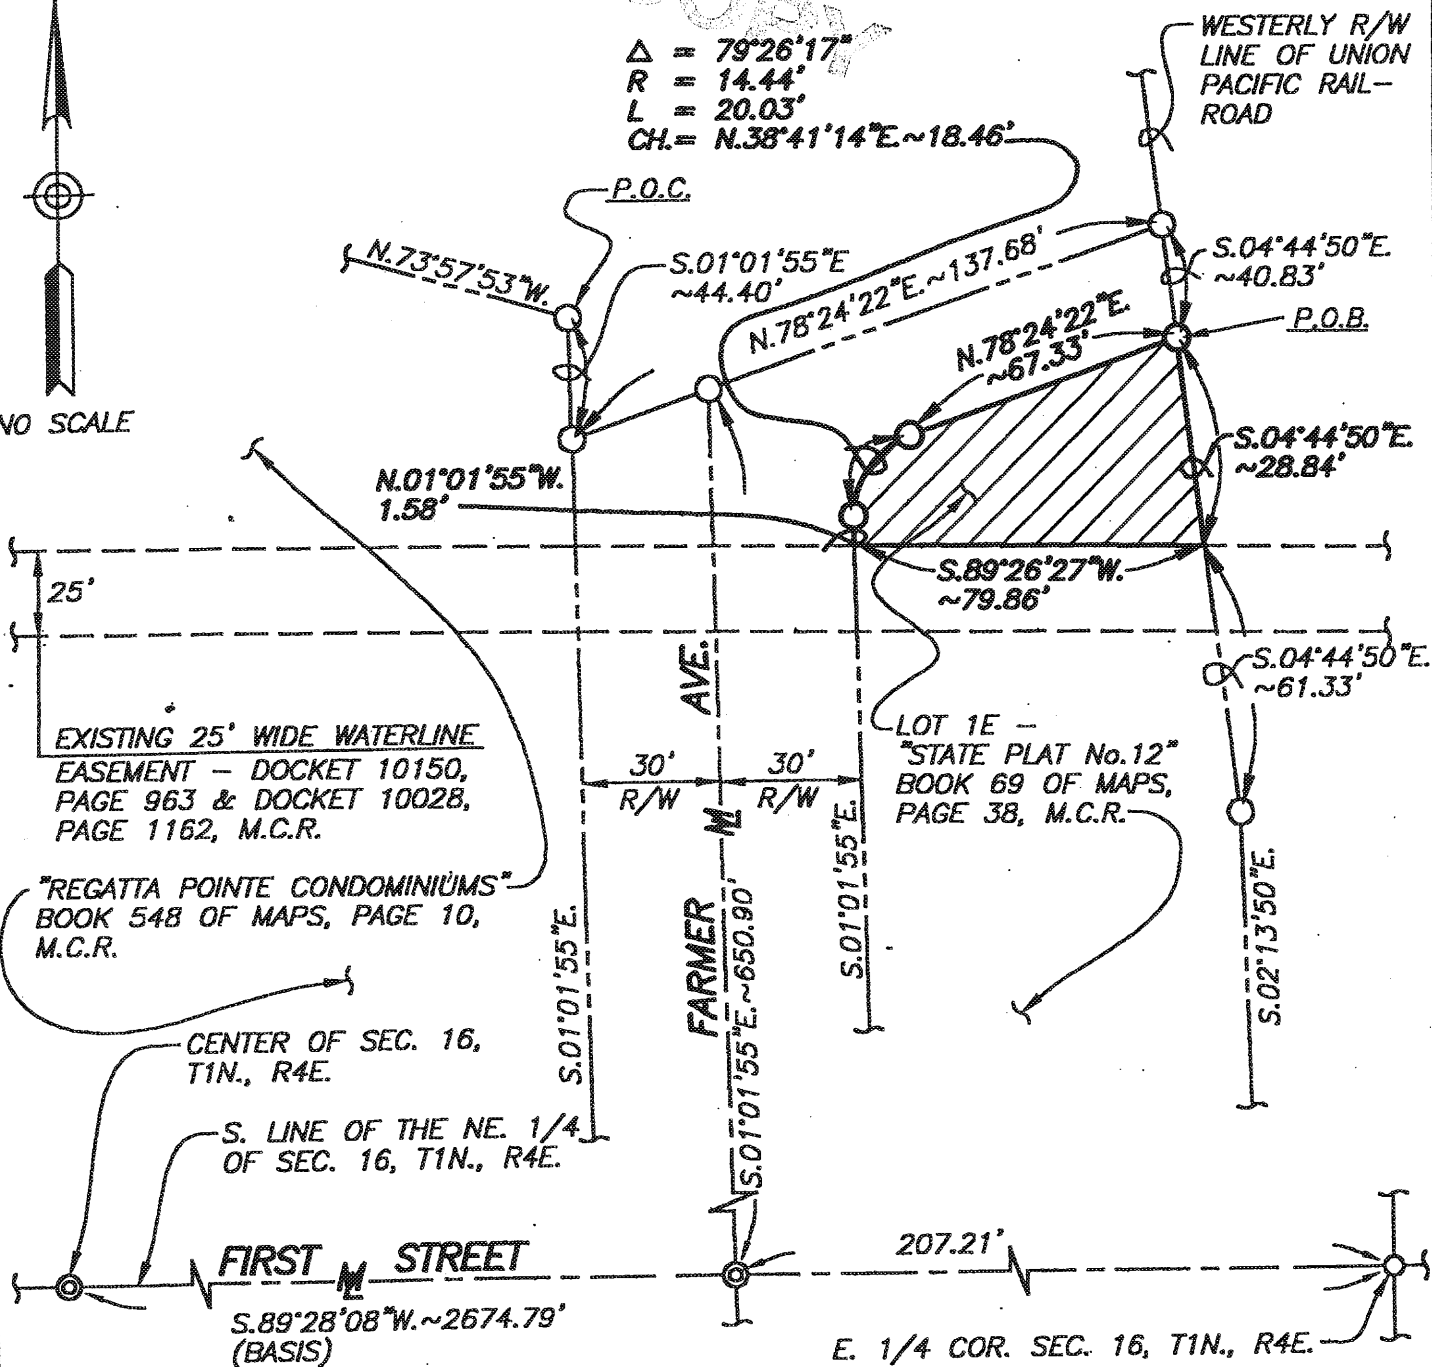 Δ = 79°26'17"
R = 14.44'
L = 20.03'
CH.= N.38°41'14"E.~18.46'
WESTERLY R/W
LINE OF UNION
PACIFIC RAIL-
ROAD
P.O.C.
N.73°57'53"W.
S.01°01'55"E
~44.40'
N.78°24'22"E.~137.68'
S.04°44'50"E.
~40.83'
P.O.B.
N.78°24'22"E.
~67.33'
NO SCALE
S.04°44'50"E.
~28.84'
N.01°01'55"W.
1.58'
25'
S.89°26'27"W.
~79.86'
S.04°44'50"E.
~61.33'
AVE.
EXISTING 25' WIDE WATERLINE
EASEMENT - DOCKET 10150,
PAGE 963 & DOCKET 10028,
PAGE 1162, M.C.R.
30'
R/W
30'
R/W
LOT 1E -
"STATE PLAT No.12"
BOOK 69 OF MAPS,
PAGE 38, M.C.R.
"REGATTA POINTE CONDOMINIUMS"
BOOK 548 OF MAPS, PAGE 10,
M.C.R.
S.01°01'55"E.
FARMER
S.01°01'55"E.~650.90'
S.01°01'55"E.
S.02°13'50"E.
CENTER OF SEC. 16,
T1N., R4E.
S. LINE OF THE NE. 1/4
OF SEC. 16, T1N., R4E.
FIRST STREET
207.21'
S.89°28'08"W.~2674.79'
(BASIS)
E. 1/4 COR. SEC. 16, T1N., R4E.